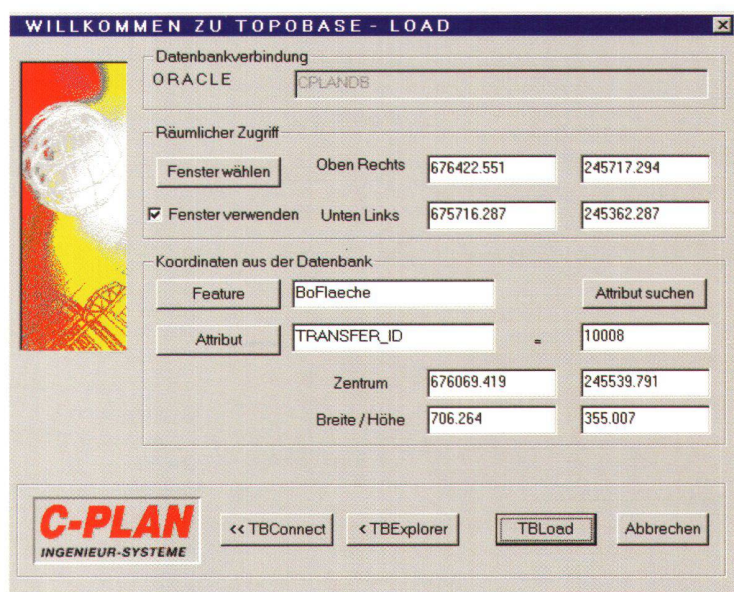 WILLKOMMEN ZU TOPOBASE - LOAD
Datenbankverbindung
ORACLE CPLANDB
Räumlicher Zugriff
Fenster wählen Oben Rechts 676422.551 245717.294
Fenster verwenden Unten Links 675716.287 245362.287
Koordinaten aus der Datenbank
Feature BoFlaeche Attribut suchen
Attribut TRANSFER_ID = 10008
Zentrum 676069.419 245539.791
Breite / Höhe 706.264 355.007
C-PLAN
INGENIEUR-SYSTEME
<< TBConnect < TBExplorer TBLoad Abbrechen